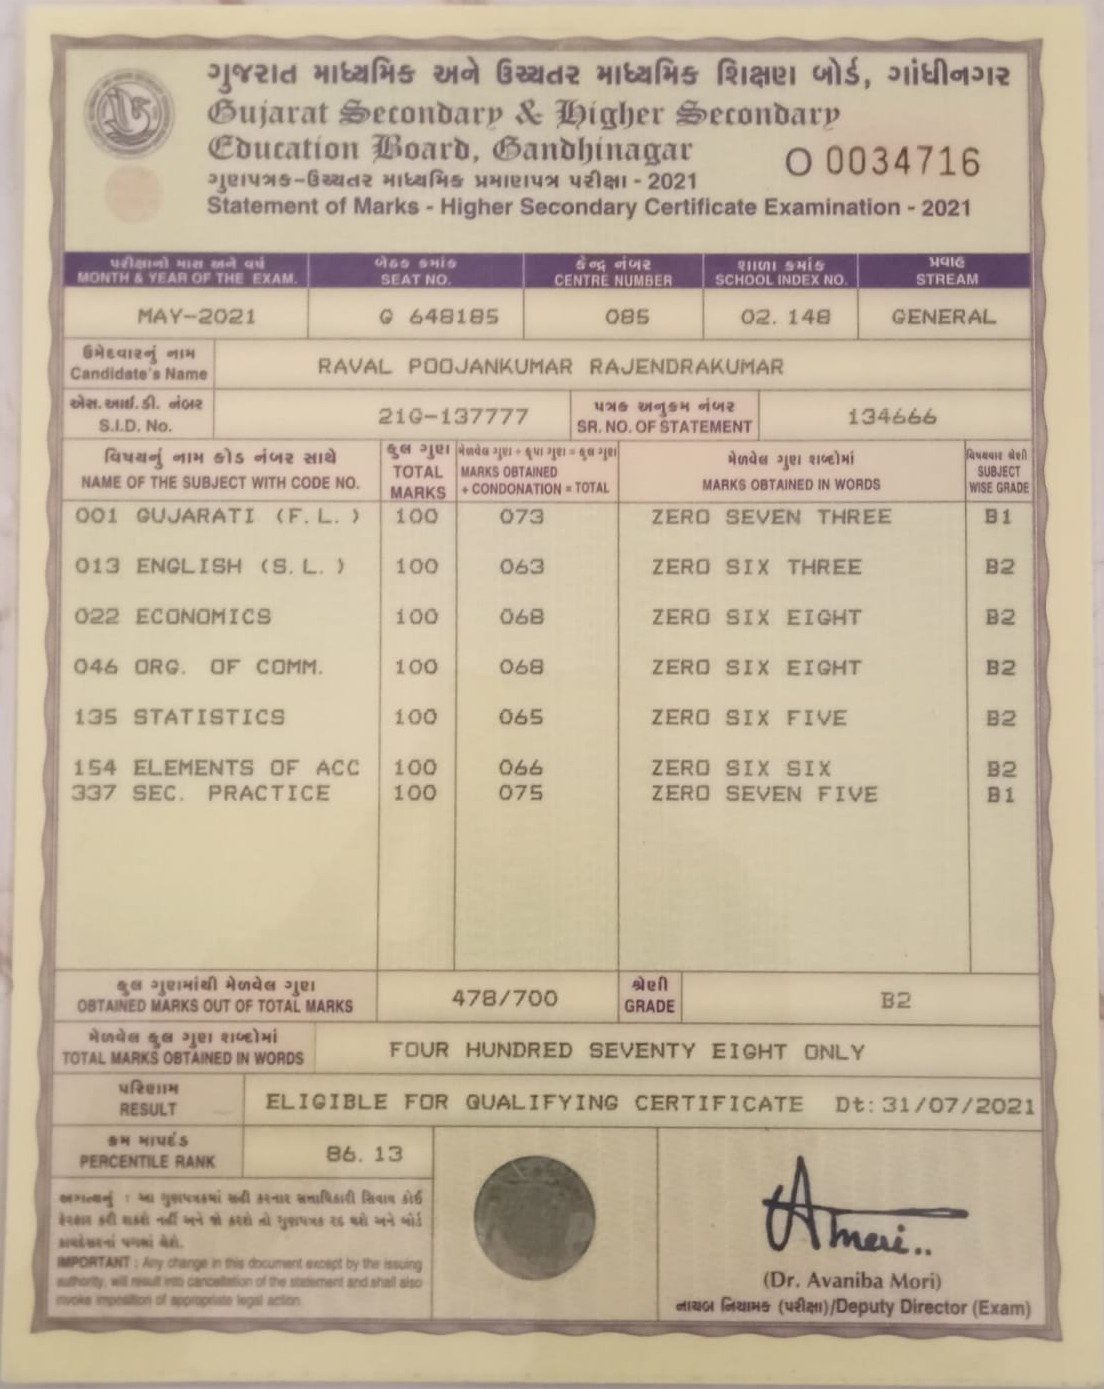 ગુજરાત માધ્યમિક અને ઉચ્ચતર માધ્યમિક શિક્ષણ બોર્ડ, ગાંધીનગર
Gujarat Secondary & Higher Secondary
Education Board, Gandhinagar
O 0034716
ગુણપત્રક-ઉચ્ચતર માધ્યમિક પ્રમાણપત્ર પરીક્ષા - 2021
Statement of Marks - Higher Secondary Certificate Examination - 2021
પરીક્ષાનો માસ અને વર્ષ બેઠક ક્રમાંક કેન્દ્ર નંબર શાળા ક્રમાંક પ્રવાહ
MONTH & YEAR OF THE EXAM. SEAT NO. CENTRE NUMBER SCHOOL INDEX NO. STREAM
MAY-2021 G 648185 085 02. 148 GENERAL
ઉમેદવારનું નામ
Candidate's Name
RAVAL POOJANKUMAR RAJENDRAKUMAR
એસ.આઈ.ડી. નંબર
S.I.D. No.
21G-137777
પત્રક અનુક્રમ નંબર
SR. NO. OF STATEMENT
134666
વિષયનું નામ કોડ નંબર સાથે
NAME OF THE SUBJECT WITH CODE NO.
કુલ ગુણ
TOTAL
MARKS
મેળવેલ ગુણ + કૃપા ગુણ = કુલ ગુણ
MARKS OBTAINED
+ CONDONATION = TOTAL
મેળવેલ ગુણ શબ્દોમાં
MARKS OBTAINED IN WORDS
વિષયવાર શ્રેણી
SUBJECT
WISE GRADE
001 GUJARATI (F.L.) 100 073 ZERO SEVEN THREE B1
013 ENGLISH (S.L.) 100 063 ZERO SIX THREE B2
022 ECONOMICS 100 068 ZERO SIX EIGHT B2
046 ORG. OF COMM. 100 068 ZERO SIX EIGHT B2
135 STATISTICS 100 065 ZERO SIX FIVE B2
154 ELEMENTS OF ACC 100 066 ZERO SIX SIX B2
337 SEC. PRACTICE 100 075 ZERO SEVEN FIVE B1
કુલ ગુણમાંથી મેળવેલ ગુણ
OBTAINED MARKS OUT OF TOTAL MARKS
478/700
શ્રેણી
GRADE
B2
મેળવેલ કુલ ગુણ શબ્દોમાં
TOTAL MARKS OBTAINED IN WORDS
FOUR HUNDRED SEVENTY EIGHT ONLY
પરિણામ
RESULT
ELIGIBLE FOR QUALIFYING CERTIFICATE Dt: 31/07/2021
ક્રમ માપદંડ
PERCENTILE RANK
86. 13
અગત્યનું : આ ગુણપત્રકમાં સહી કરનાર સત્તાધિકારી સિવાય કોઈ
ફેરફાર કરી શકશે નહીં અને જો કરશે તો ગુણપત્રક રદ થશે અને બોર્ડ
કાયદેસરનાં પગલાં લેશે.
IMPORTANT : Any change in this document except by the issuing
authority, will result into cancellation of the statement and shall also
invoke imposition of appropriate legal action.
(Dr. Avaniba Mori)
નાયબ નિયામક (પરીક્ષા)/Deputy Director (Exam)